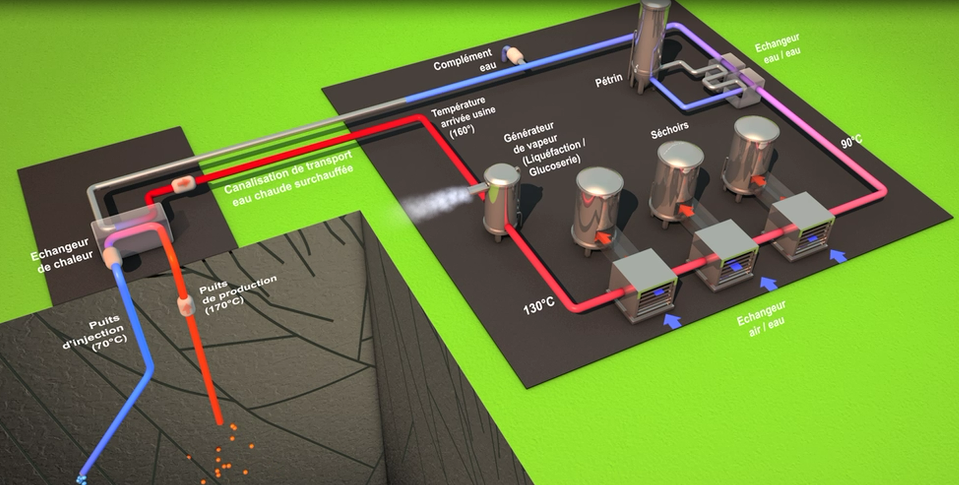 Complément
eau
Pétrin
Echangeur
eau / eau
Température
arrivée usine
(160°)
Générateur
de vapeur
(Liquéfaction /
Glucoserie)
Séchoirs
90°C
Canalisation de transport
eau chaude surchauffée
Echangeur
de chaleur
Puits
de production
(170°C)
Puits
d'injection
(70°C)
130°C
Echangeur
air / eau